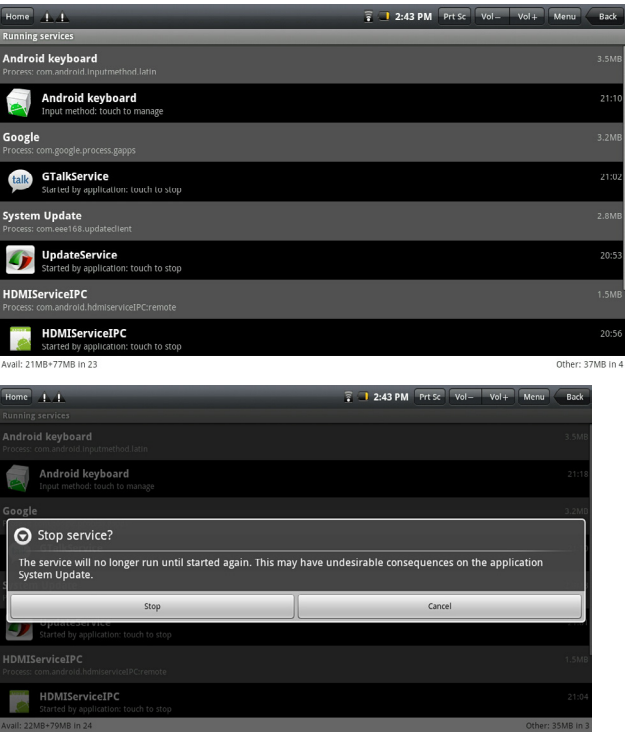 Home 2:43 PM Prt Sc Vol− Vol+ Menu Back
Running services
Android keyboard 3.5MB
Process: com.android.inputmethod.latin
Android keyboard 21:10
Input method: touch to manage
Google 3.2MB
Process: com.google.process.gapps
talk GTalkService 21:02
Started by application: touch to stop
System Update 2.8MB
Process: com.eee168.updateclient
UpdateService 20:53
Started by application: touch to stop
HDMIServiceIPC 1.5MB
Process: com.android.hdmiserviceIPC:remote
HDMIServiceIPC 20:56
Started by application: touch to stop
Avail: 21MB+77MB in 23 Other: 37MB in 4
Home 2:43 PM Prt Sc Vol− Vol+ Menu Back
Running services
Android keyboard 3.5MB
Process: com.android.inputmethod.latin
Android keyboard 21:18
Input method: touch to manage
Google 3.2MB
Stop service?
The service will no longer run until started again. This may have undesirable consequences on the application
System Update.
Stop Cancel
UpdateService
Started by application: touch to stop
HDMIServiceIPC 1.5MB
Process: com.android.hdmiserviceIPC:remote
HDMIServiceIPC 21:04
Started by application: touch to stop
Avail: 22MB+79MB in 24 Other: 35MB in 3